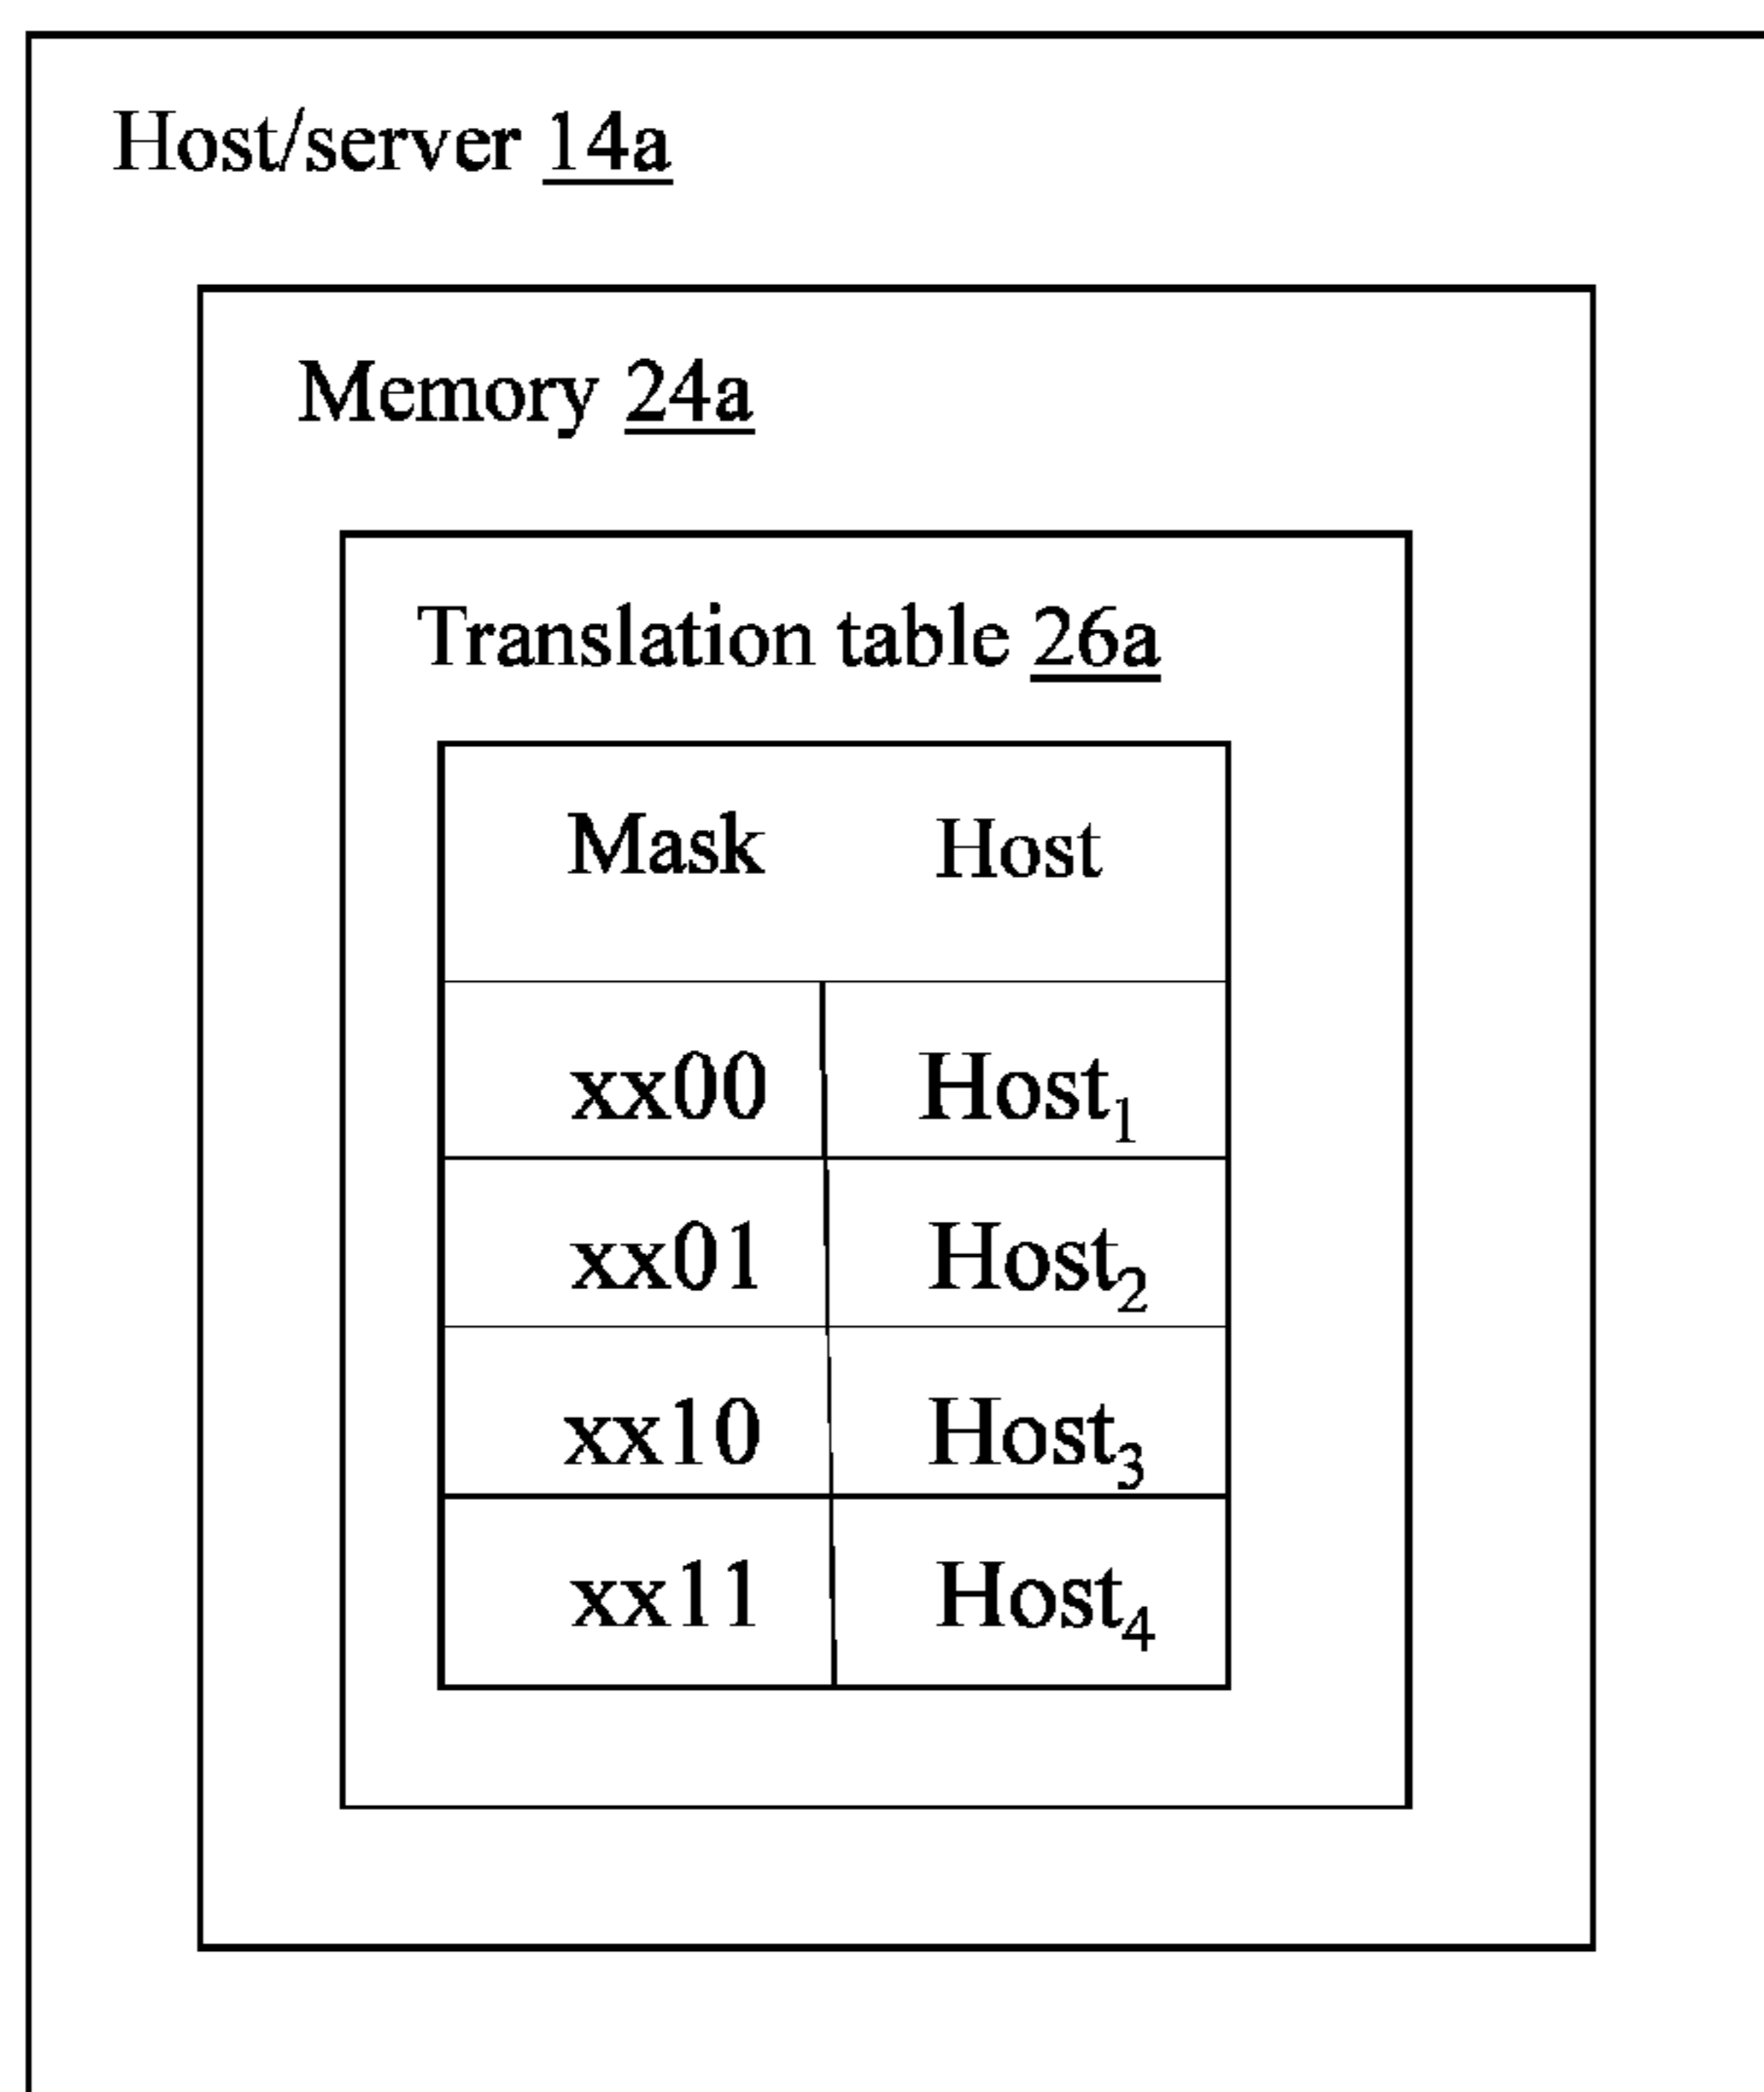 Host/server 14a
Memory 24a
Translation table 26a
Mask Host
xx00 Host₁
xx01 Host₂
xx10 Host₃
xx11 Host₄